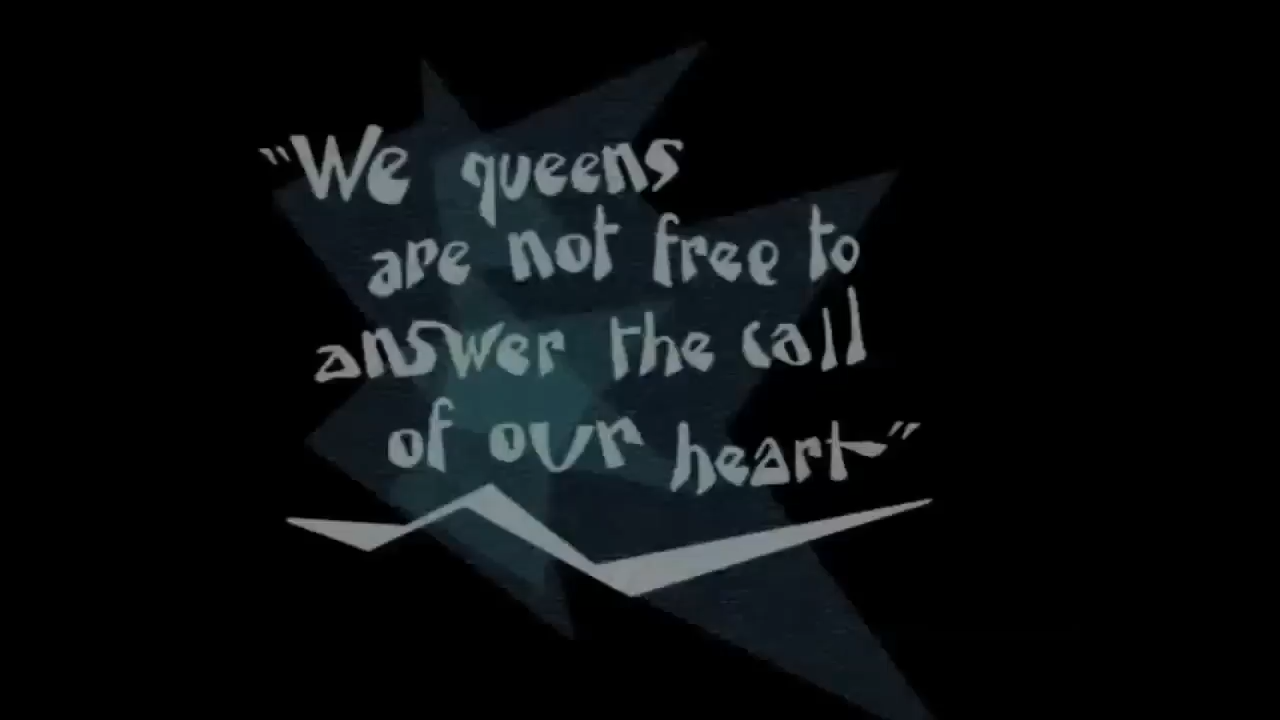 “We queens
are not free to
answer the call
of our heart”